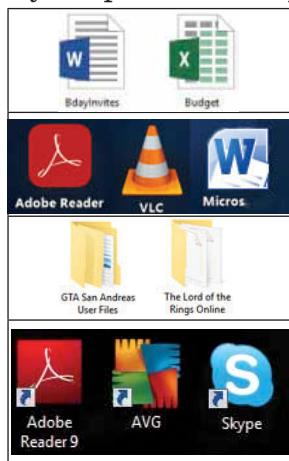 BdayInvites Budget
Adobe Reader VLC Micros.
GTA San Andreas The Lord of the
User Files Rings Online
Adobe AVG Skype
Reader 9